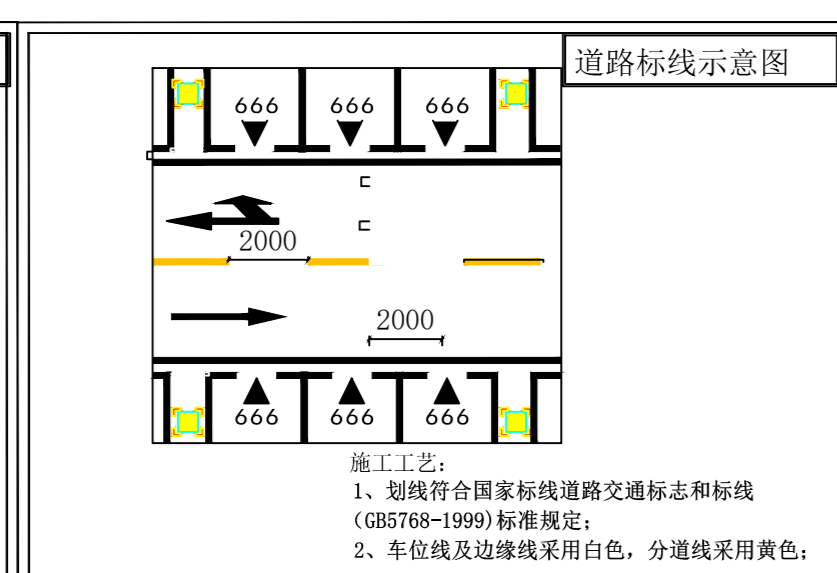 道路标线示意图
666 666 666
2000
2000
666 666 666
施工工艺:
1、划线符合国家标线道路交通标志和标线
（GB5768-1999)标准规定;
2、车位线及边缘线采用白色，分道线采用黄色;